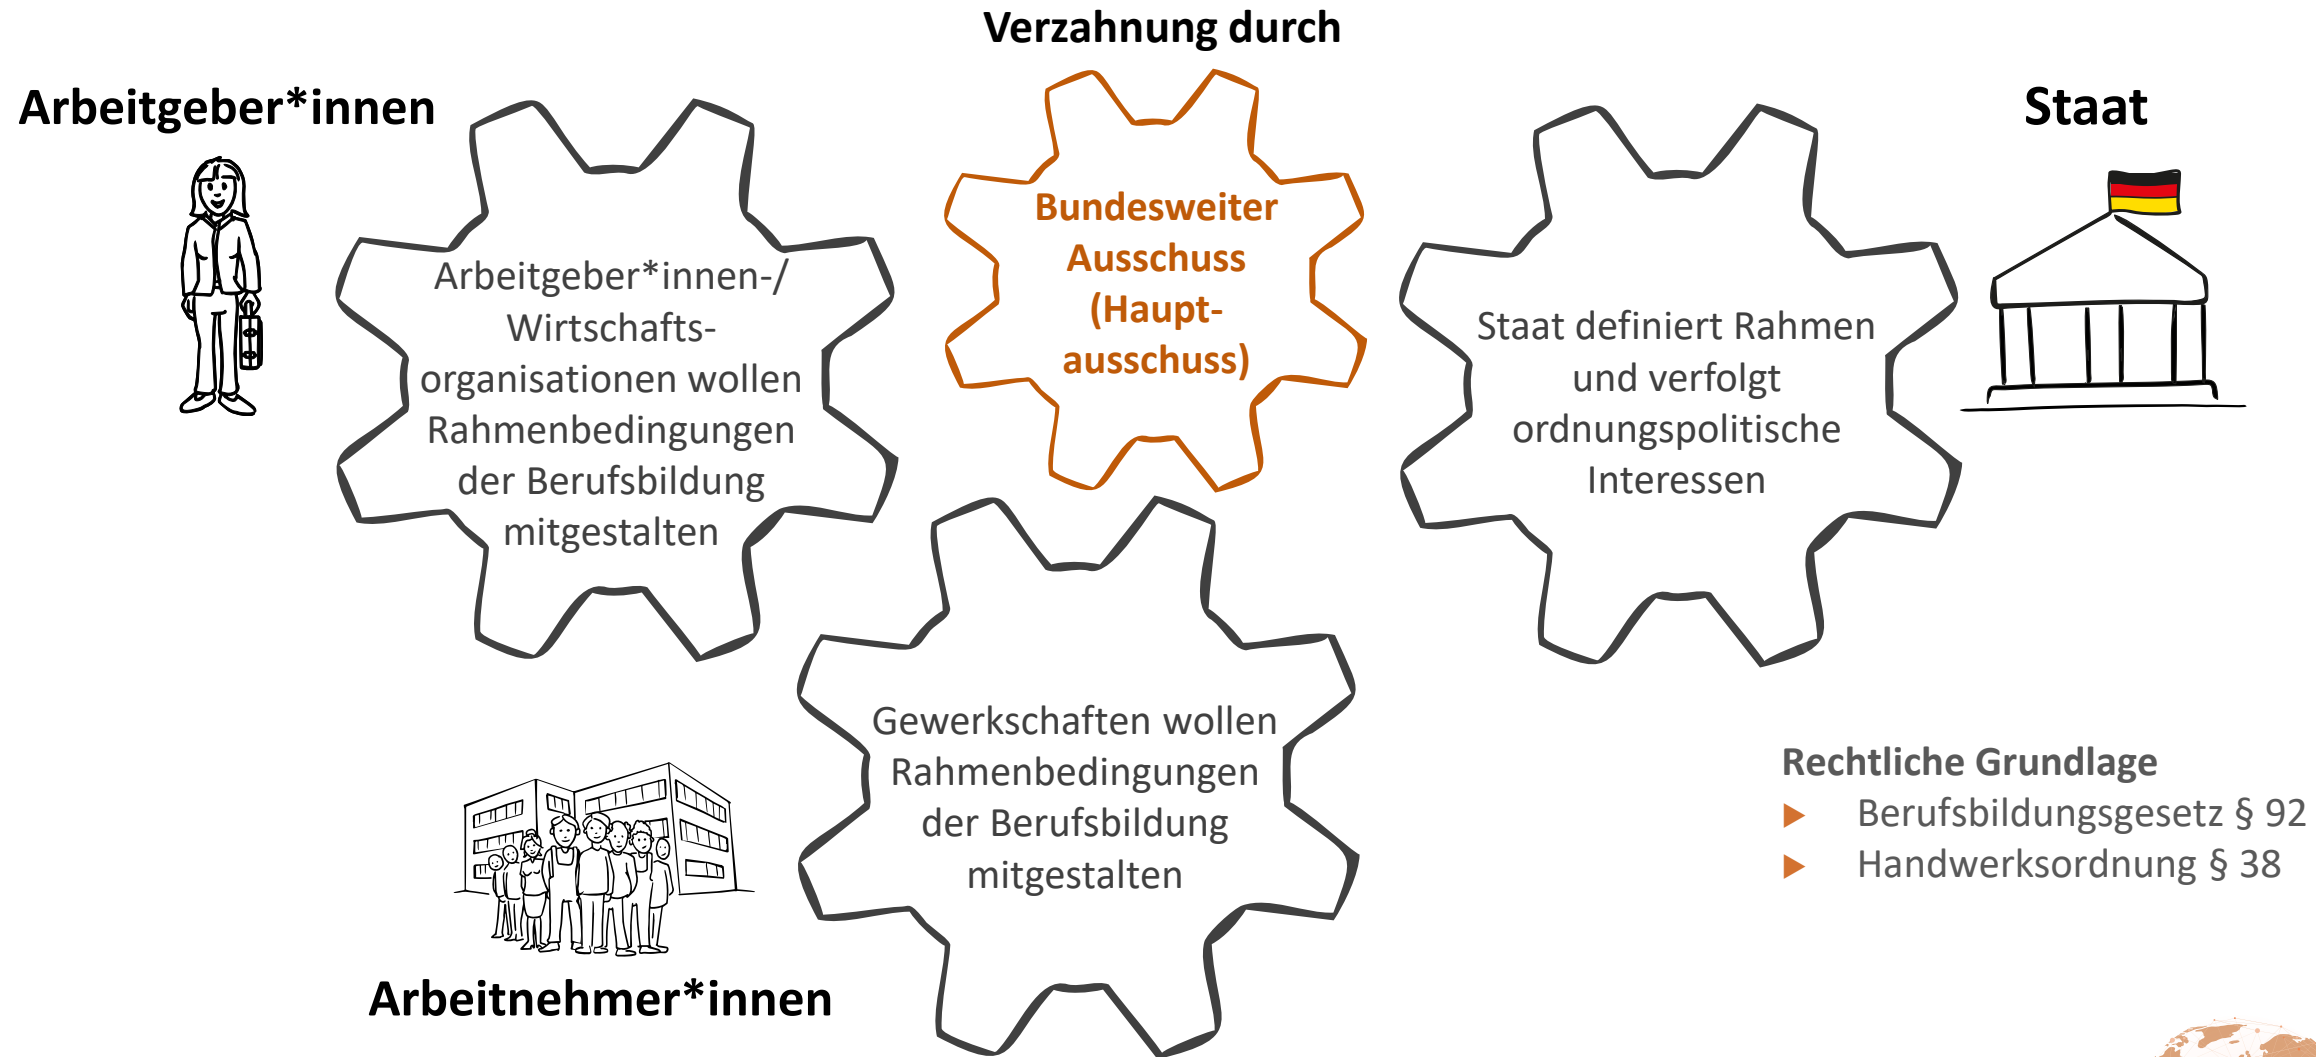 Verzahnung durch
Arbeitgeber*innen
Staat
Arbeitgeber*innen-/
Wirtschafts-
organisationen wollen
Rahmenbedingungen
der Berufsbildung
mitgestalten
Bundesweiter
Ausschuss
(Haupt-
ausschuss)
Staat definiert Rahmen
und verfolgt
ordnungspolitische
Interessen
Gewerkschaften wollen
Rahmenbedingungen
der Berufsbildung
mitgestalten
Arbeitnehmer*innen
Rechtliche Grundlage
Berufsbildungsgesetz § 92
Handwerksordnung § 38